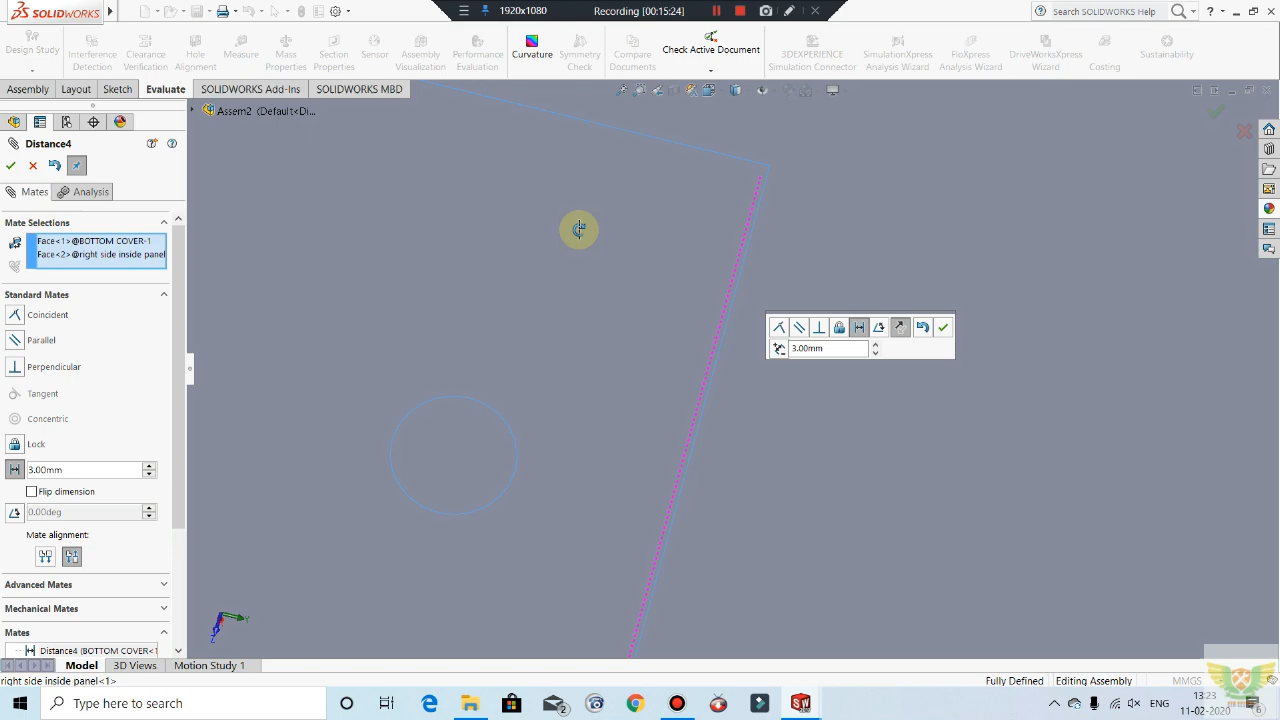 SOLIDWORKS
1920x1080
Recording [00:15:24]
Search SOLIDWORKS Help
Design Study
Interference Detection
Clearance Verification
Hole Alignment
Measure
Mass Properties
Section Properties
Sensor
Assembly Visualization
Performance Evaluation
Curvature
Symmetry Check
Compare Documents
Check Active Document
3DEXPERIENCE Simulation Connector
SimulationXpress Analysis Wizard
FloXpress Analysis Wizard
DriveWorksXpress Wizard
Costing
Sustainability
Assembly
Layout
Sketch
Evaluate
SOLIDWORKS Add-Ins
SOLIDWORKS MBD
Assem2 (Default<Di...
Distance4
Mates
Analysis
Mate Selections
Face<1>@BOTTOM COVER-1
Face<2>@right side inside panel
Standard Mates
Coincident
Parallel
Perpendicular
Tangent
Concentric
Lock
3.00mm
Flip dimension
0.00deg
Mate alignment:
Advanced Mates
Mechanical Mates
Mates
Distance4 (BOTTOM COVER<1
3.00mm
Y
Z
Model
3D Views
Motion Study 1
right side inside panel<1>
Fully Defined
Editing Assembly
MMGS
Type here to search
2
SW
ENG
13:23
11-02-2020
6